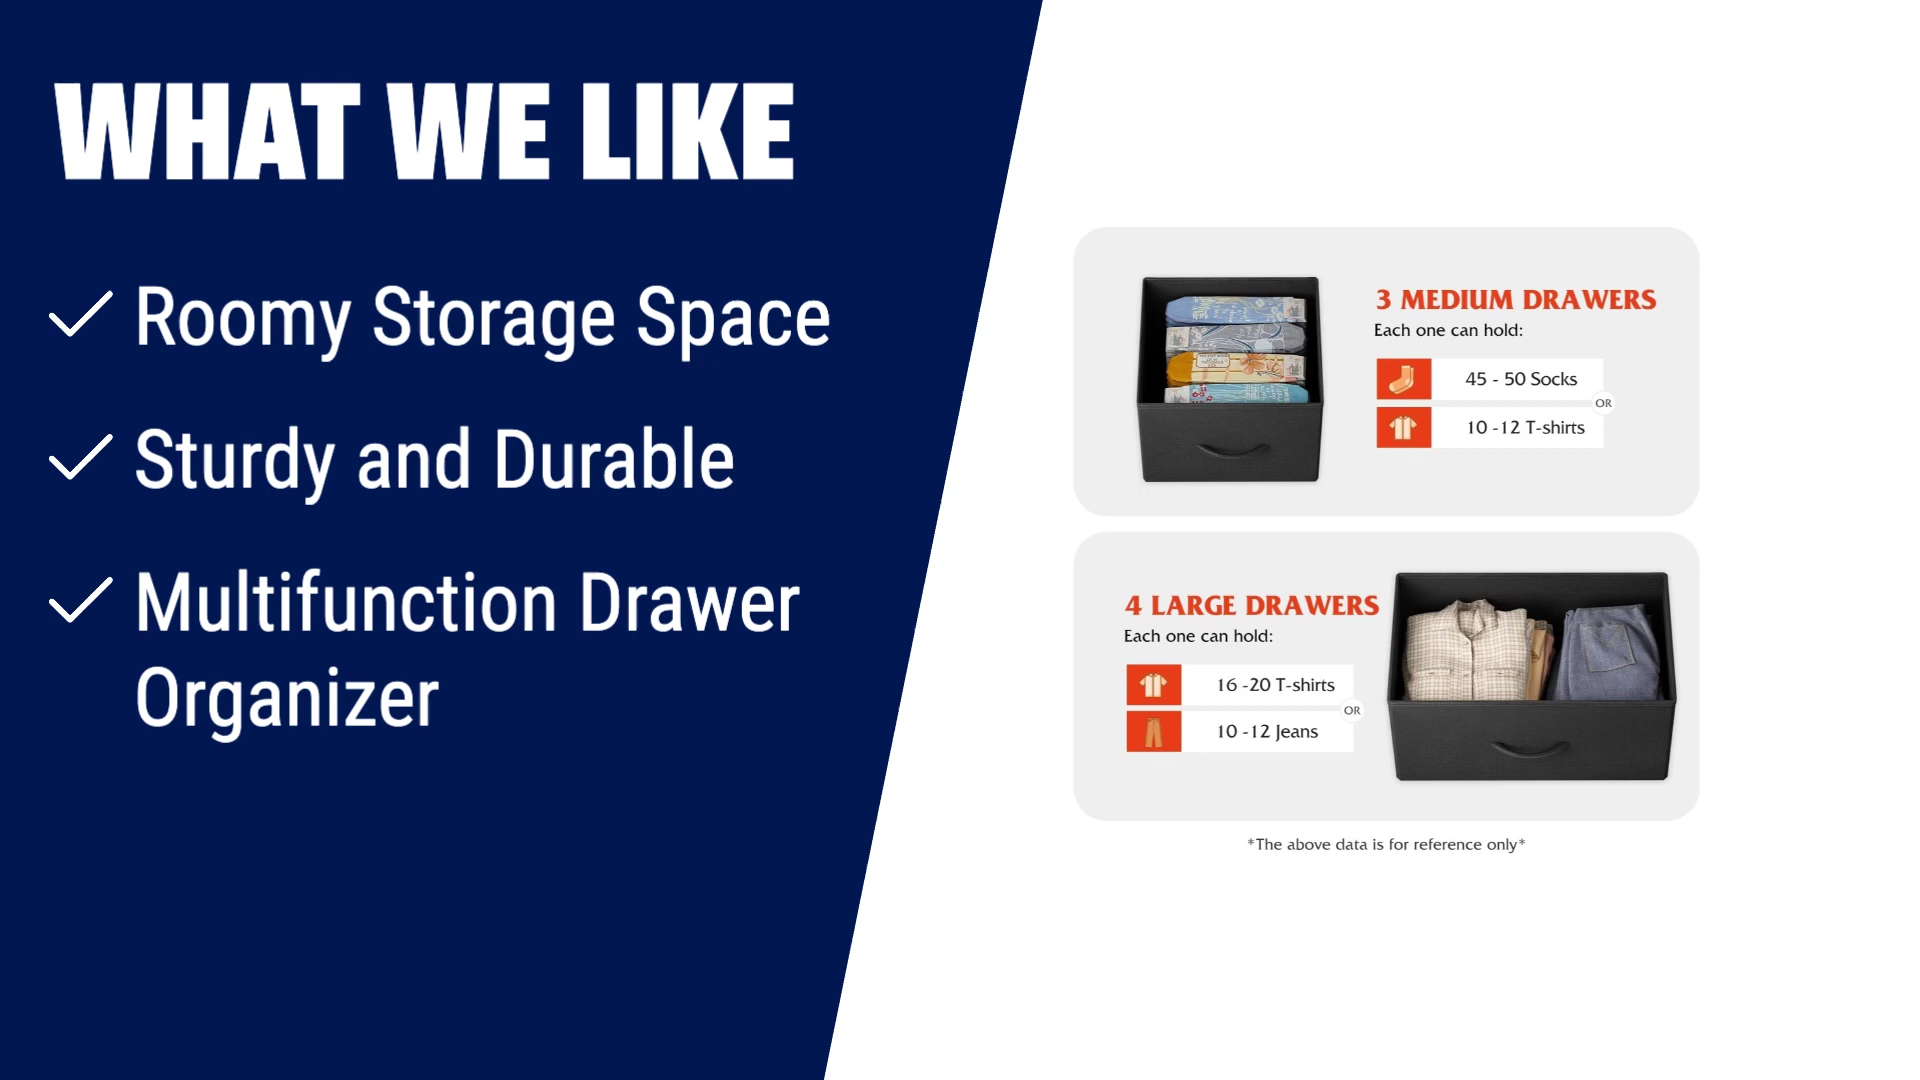 WHAT WE LIKE
Roomy Storage Space
Sturdy and Durable
Multifunction Drawer
Organizer
3 MEDIUM DRAWERS
Each one can hold:
45 - 50 Socks
OR
10 -12 T-shirts
4 LARGE DRAWERS
Each one can hold:
16 -20 T-shirts
OR
10 -12 Jeans
*The above data is for reference only*